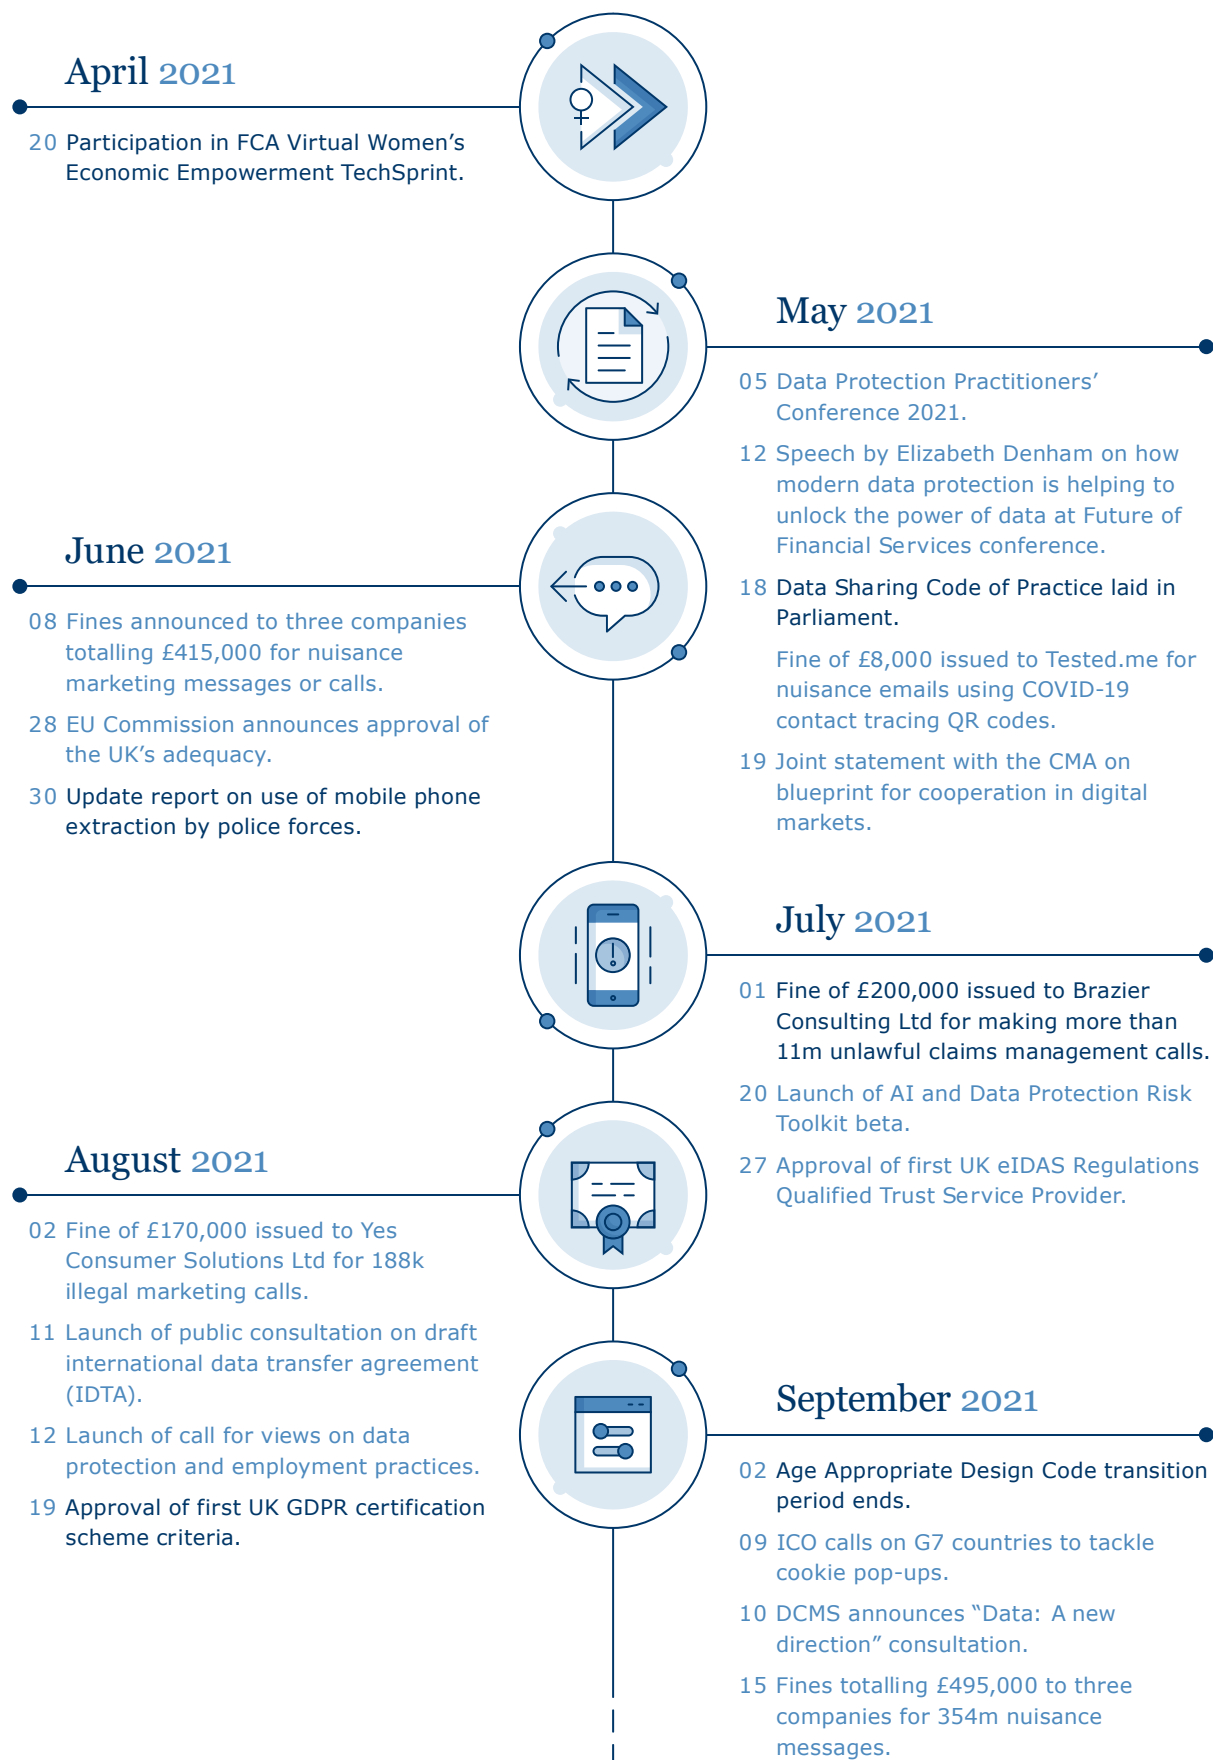 April 2021
20 Participation in FCA Virtual Women’s
Economic Empowerment TechSprint.
May 2021
05 Data Protection Practitioners’
Conference 2021.
12 Speech by Elizabeth Denham on how
modern data protection is helping to
unlock the power of data at Future of
Financial Services conference.
18 Data Sharing Code of Practice laid in
Parliament.
Fine of £8,000 issued to Tested.me for
nuisance emails using COVID-19
contact tracing QR codes.
19 Joint statement with the CMA on
blueprint for cooperation in digital
markets.
June 2021
08 Fines announced to three companies
totalling £415,000 for nuisance
marketing messages or calls.
28 EU Commission announces approval of
the UK’s adequacy.
30 Update report on use of mobile phone
extraction by police forces.
July 2021
01 Fine of £200,000 issued to Brazier
Consulting Ltd for making more than
11m unlawful claims management calls.
20 Launch of AI and Data Protection Risk
Toolkit beta.
27 Approval of first UK eIDAS Regulations
Qualified Trust Service Provider.
August 2021
02 Fine of £170,000 issued to Yes
Consumer Solutions Ltd for 188k
illegal marketing calls.
11 Launch of public consultation on draft
international data transfer agreement
(IDTA).
12 Launch of call for views on data
protection and employment practices.
19 Approval of first UK GDPR certification
scheme criteria.
September 2021
02 Age Appropriate Design Code transition
period ends.
09 ICO calls on G7 countries to tackle
cookie pop-ups.
10 DCMS announces “Data: A new
direction” consultation.
15 Fines totalling £495,000 to three
companies for 354m nuisance
messages.